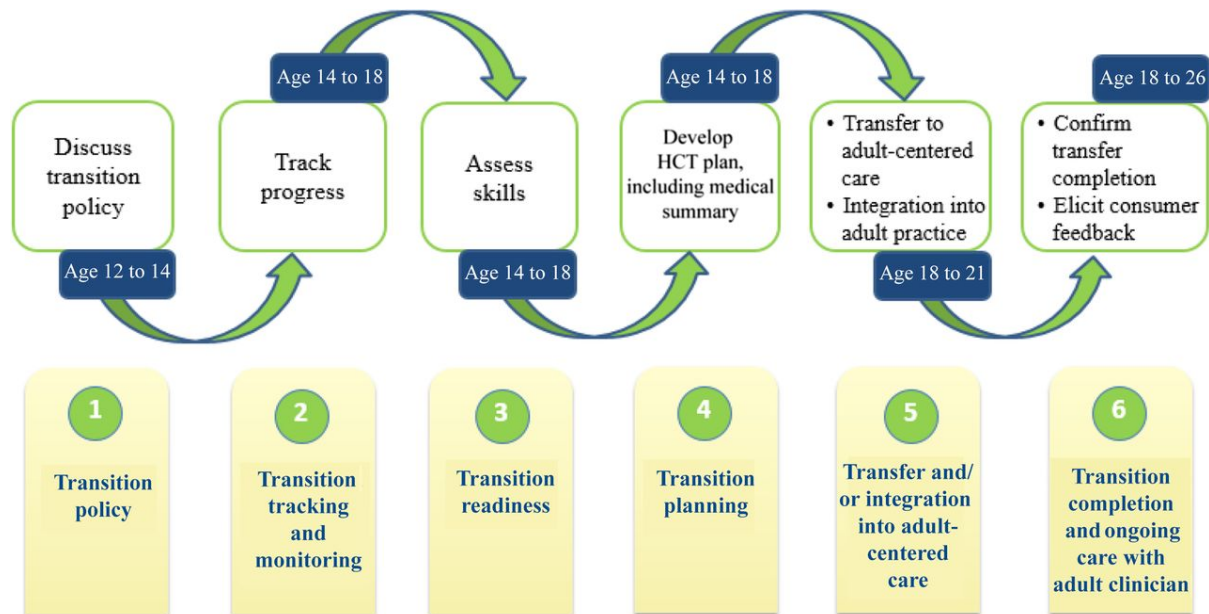 Age 14 to 18
Age 14 to 18
Age 18 to 26
Discuss
transition
policy
Track
progress
Assess
skills
Develop
HCT plan,
including medical
summary
• Transfer to
adult-centered
care
• Integration into
adult practice
• Confirm
transfer
completion
• Elicit consumer
feedback
Age 12 to 14
Age 14 to 18
Age 18 to 21
1
Transition
policy
2
Transition
tracking
and
monitoring
3
Transition
readiness
4
Transition
planning
5
Transfer and/
or integration
into adult-
centered
care
6
Transition
completion
and ongoing
care with
adult clinician